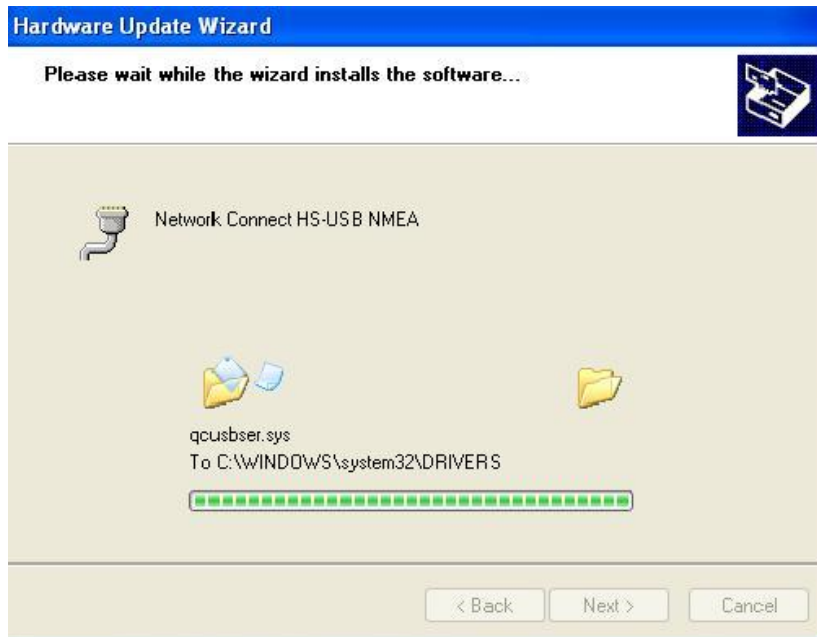 Hardware Update Wizard
Please wait while the wizard installs the software...
Network Connect HS-USB NMEA
qcusbser.sys
To C:\WINDOWS\system32\DRIVERS
< Back
Next >
Cancel